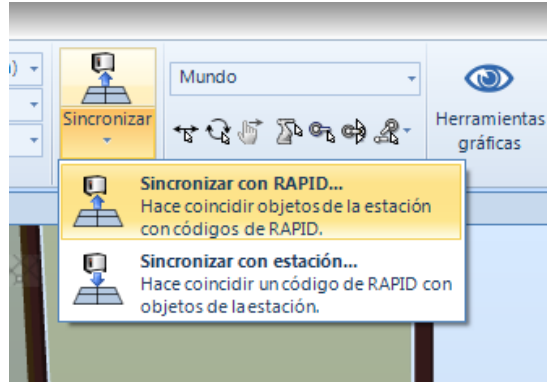 Mundo
Sincronizar
Herramientas
gráficas
Sincronizar con RAPID...
Hace coincidir objetos de la estación
con códigos de RAPID.
Sincronizar con estación...
Hace coincidir un código de RAPID con
objetos de la estación.